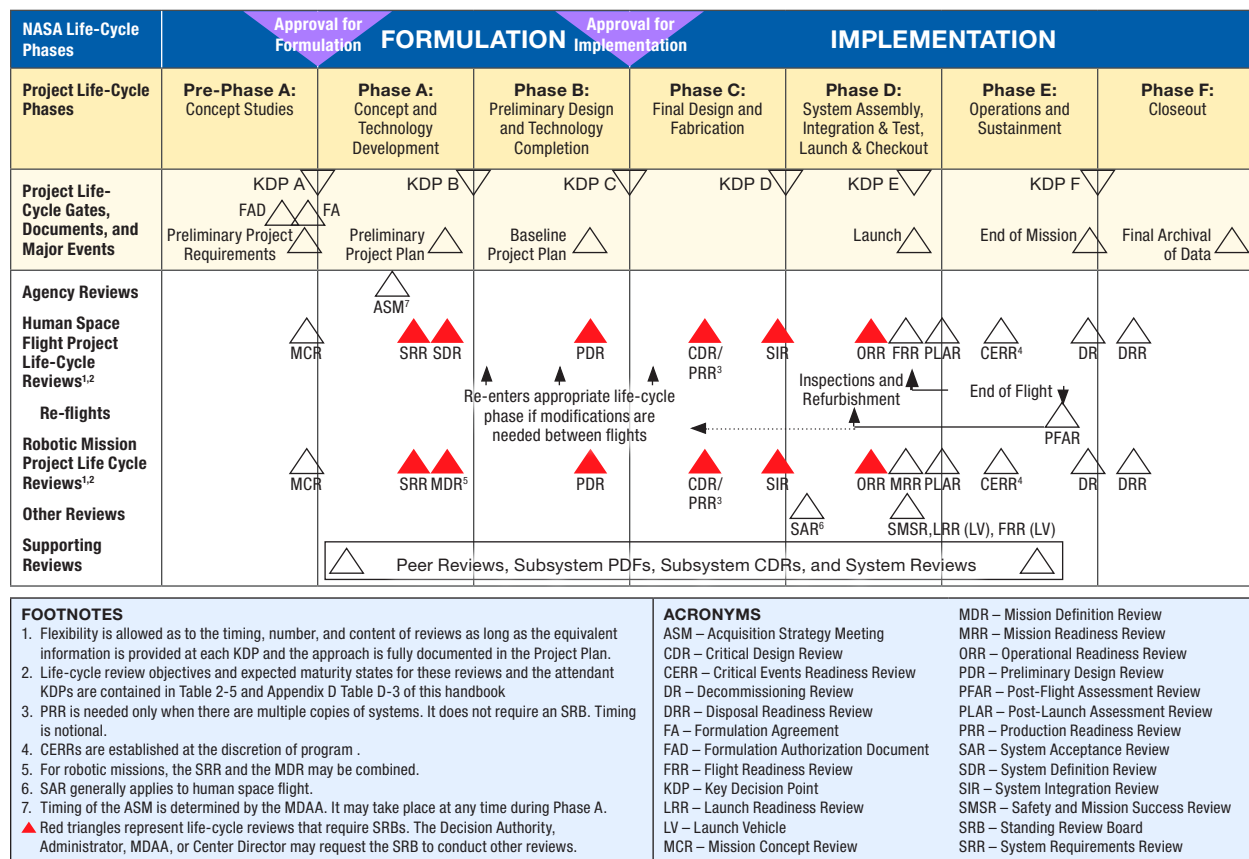 NASA Life-Cycle
Phases
Approval for
Formulation
FORMULATION
Approval for
Implementation
IMPLEMENTATION
Project Life-Cycle
Phases
Pre-Phase A:
Concept Studies
Phase A:
Concept and
Technology
Development
Phase B:
Preliminary Design
and Technology
Completion
Phase C:
Final Design and
Fabrication
Phase D:
System Assembly,
Integration & Test,
Launch & Checkout
Phase E:
Operations and
Sustainment
Phase F:
Closeout
Project Life-
Cycle Gates,
Documents, and
Major Events
KDP A
KDP B
KDP C
KDP D
KDP E
KDP F
FAD
FA
Preliminary Project
Requirements
Preliminary
Project Plan
Baseline
Project Plan
Launch
End of Mission
Final Archival
of Data
Agency Reviews
ASM7
Human Space
Flight Project
Life-Cycle
Reviews1,2
MCR
SRR
SDR
PDR
CDR/
PRR3
SIR
ORR
FRR
PLAR
CERR4
DR
DRR
Re-flights
Re-enters appropriate life-cycle
phase if modifications are
needed between flights
Inspections and
Refurbishment
End of Flight
PFAR
Robotic Mission
Project Life Cycle
Reviews1,2
MCR
SRR
MDR5
PDR
CDR/
PRR3
SIR
ORR
MRR
PLAR
CERR4
DR
DRR
Other Reviews
SAR6
SMSR,LRR (LV), FRR (LV)
Supporting
Reviews
Peer Reviews, Subsystem PDFs, Subsystem CDRs, and System Reviews
FOOTNOTES
1. Flexibility is allowed as to the timing, number, and content of reviews as long as the equivalent
information is provided at each KDP and the approach is fully documented in the Project Plan.
2. Life-cycle review objectives and expected maturity states for these reviews and the attendant
KDPs are contained in Table 2-5 and Appendix D Table D-3 of this handbook
3. PRR is needed only when there are multiple copies of systems. It does not require an SRB. Timing
is notional.
4. CERRs are established at the discretion of program .
5. For robotic missions, the SRR and the MDR may be combined.
6. SAR generally applies to human space flight.
7. Timing of the ASM is determined by the MDAA. It may take place at any time during Phase A.
Red triangles represent life-cycle reviews that require SRBs. The Decision Authority,
Administrator, MDAA, or Center Director may request the SRB to conduct other reviews.
ACRONYMS
ASM – Acquisition Strategy Meeting
CDR – Critical Design Review
CERR – Critical Events Readiness Review
DR – Decommissioning Review
DRR – Disposal Readiness Review
FA – Formulation Agreement
FAD – Formulation Authorization Document
FRR – Flight Readiness Review
KDP – Key Decision Point
LRR – Launch Readiness Review
LV – Launch Vehicle
MCR – Mission Concept Review
MDR – Mission Definition Review
MRR – Mission Readiness Review
ORR – Operational Readiness Review
PDR – Preliminary Design Review
PFAR – Post-Flight Assessment Review
PLAR – Post-Launch Assessment Review
PRR – Production Readiness Review
SAR – System Acceptance Review
SDR – System Definition Review
SIR – System Integration Review
SMSR – Safety and Mission Success Review
SRB – Standing Review Board
SRR – System Requirements Review